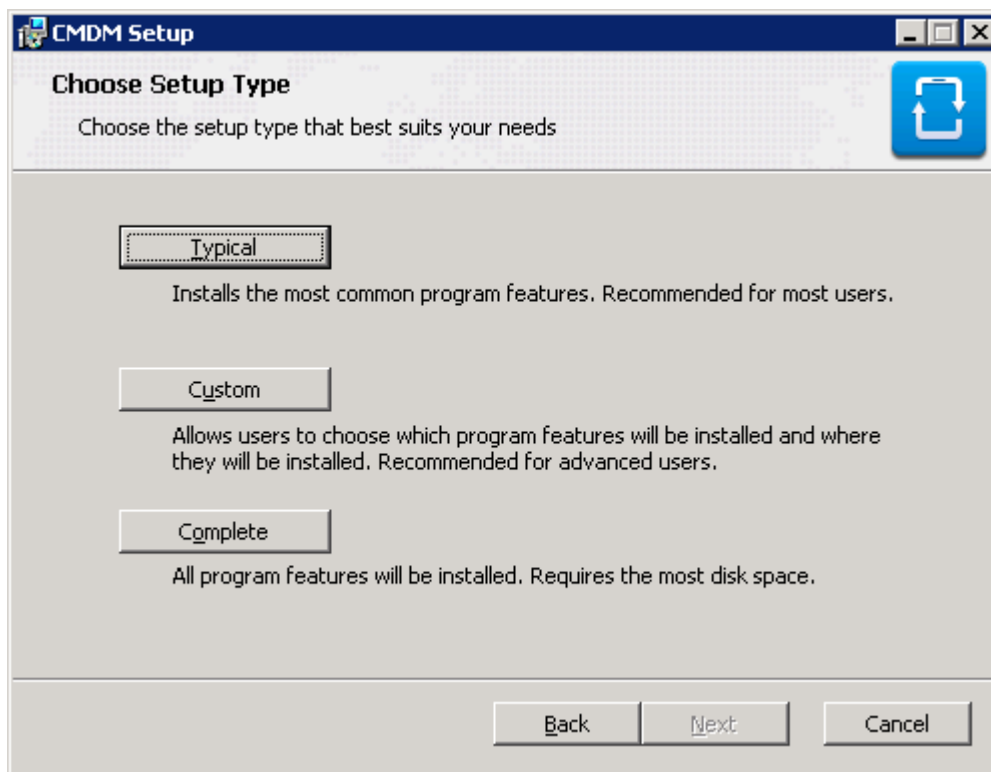 CMDM Setup
Choose Setup Type
Choose the setup type that best suits your needs
Typical
Installs the most common program features. Recommended for most users.
Custom
Allows users to choose which program features will be installed and where
they will be installed. Recommended for advanced users.
Complete
All program features will be installed. Requires the most disk space.
Back Next Cancel